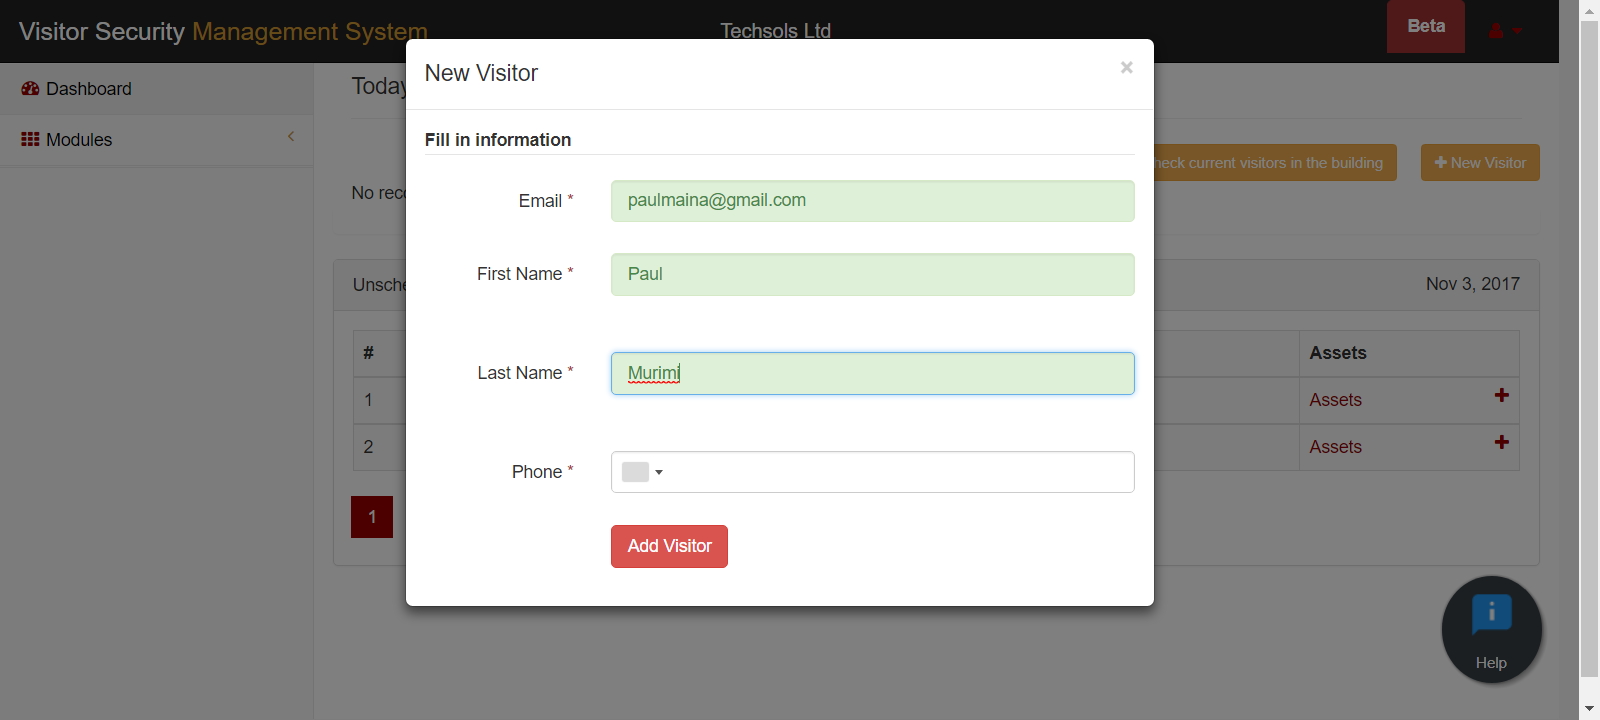 Visitor Security Management System
Techsols Ltd
Beta
Dashboard
Modules
New Visitor
×
Fill in information
Email *
paulmaina@gmail.com
First Name *
Paul
Last Name *
Murimi
Phone *
Add Visitor
Today
heck current visitors in the building
New Visitor
No rec
Unsche
Nov 3, 2017
# Assets
1 Assets
2 Assets
1
Help